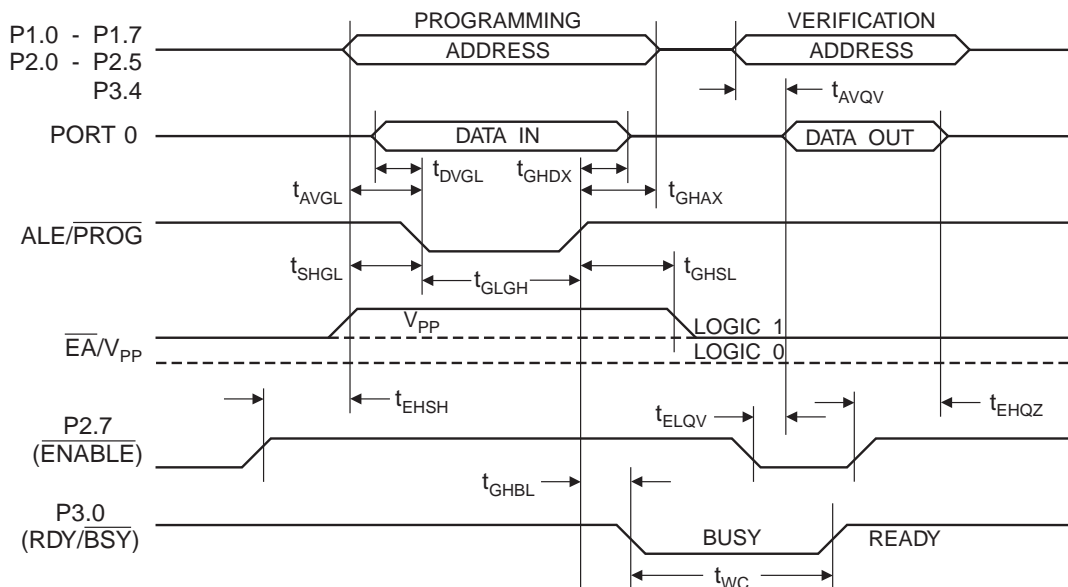 PROGRAMMING
VERIFICATION
P1.0 - P1.7
P2.0 - P2.5
P3.4
ADDRESS
ADDRESS
tAVQV
PORT 0
DATA IN
DATA OUT
tDVGL
tGHDX
tAVGL
tGHAX
ALE/PROG
tSHGL
tGLGH
tGHSL
VPP
LOGIC 1
EA/VPP
LOGIC 0
tEHSH
tELQV
tEHQZ
P2.7
(ENABLE)
tGHBL
P3.0
(RDY/BSY)
BUSY
READY
tWC